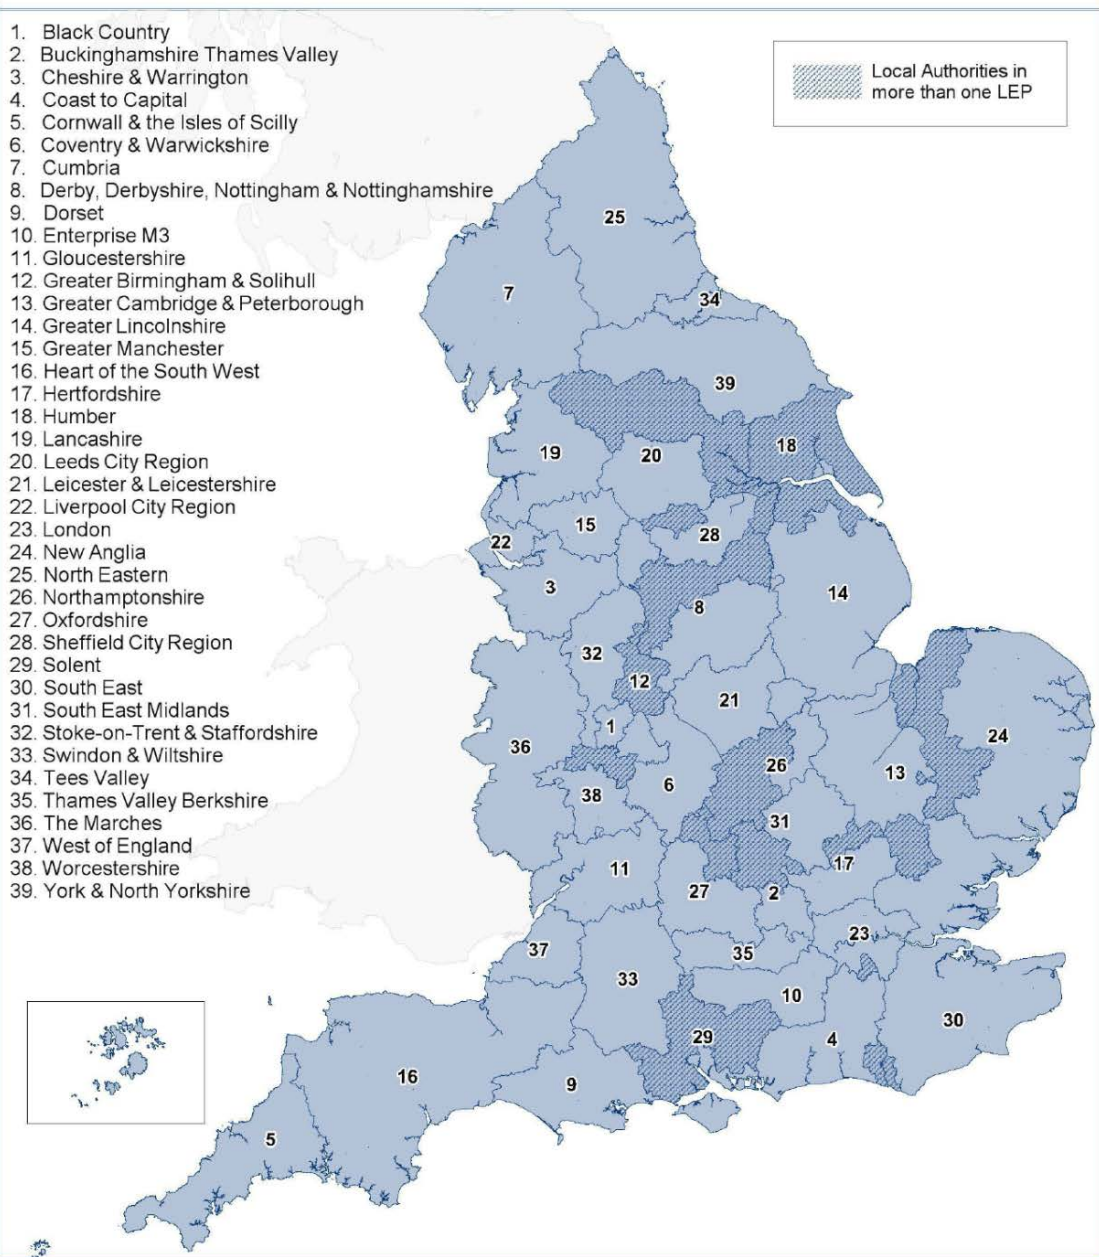 1. Black Country
2. Buckinghamshire Thames Valley
3. Cheshire & Warrington
4. Coast to Capital
5. Cornwall & the Isles of Scilly
6. Coventry & Warwickshire
7. Cumbria
8. Derby, Derbyshire, Nottingham & Nottinghamshire
9. Dorset
10. Enterprise M3
11. Gloucestershire
12. Greater Birmingham & Solihull
13. Greater Cambridge & Peterborough
14. Greater Lincolnshire
15. Greater Manchester
16. Heart of the South West
17. Hertfordshire
18. Humber
19. Lancashire
20. Leeds City Region
21. Leicester & Leicestershire
22. Liverpool City Region
23. London
24. New Anglia
25. North Eastern
26. Northamptonshire
27. Oxfordshire
28. Sheffield City Region
29. Solent
30. South East
31. South East Midlands
32. Stoke-on-Trent & Staffordshire
33. Swindon & Wiltshire
34. Tees Valley
35. Thames Valley Berkshire
36. The Marches
37. West of England
38. Worcestershire
39. York & North Yorkshire
Local Authorities in
more than one LEP
25
7
34
39
18
19
20
15
28
22
3
14
8
32
12
21
1
24
36
26
13
6
38
31
17
11
27
2
23
37
35
33
10
30
29
4
16
9
5